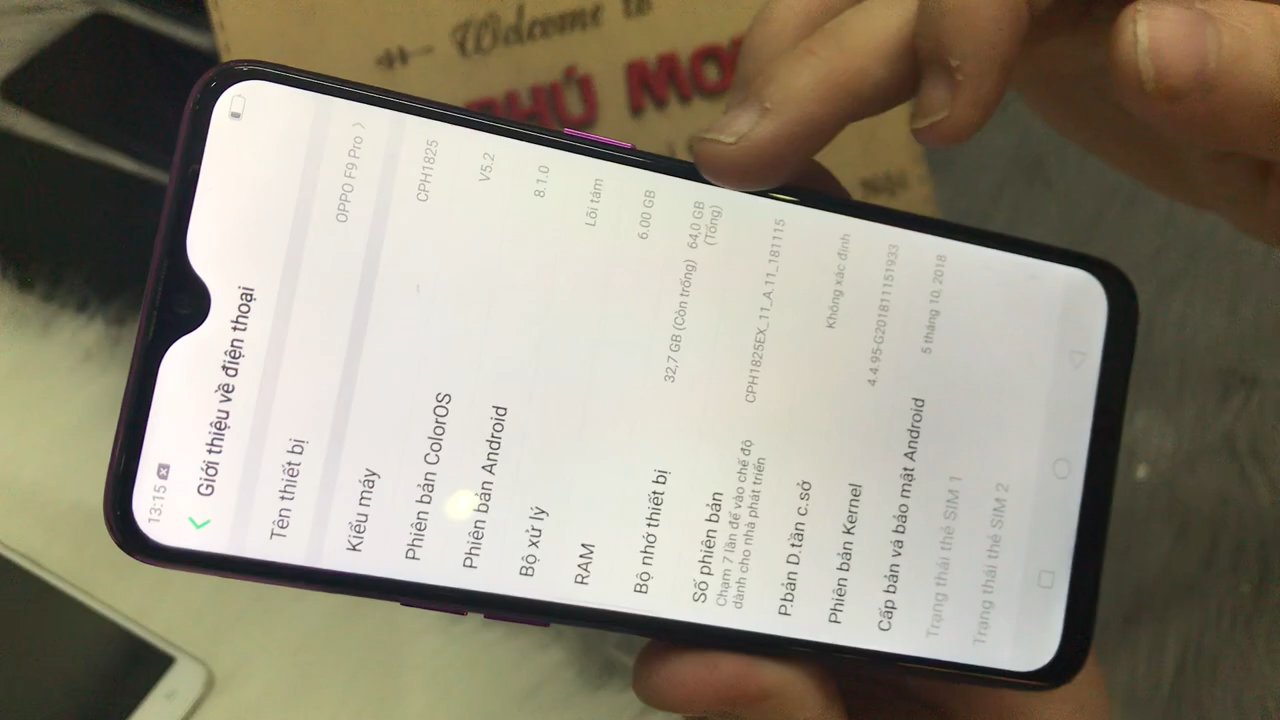 Welcome to
PHÚ MO
13:15
Giới thiệu về điện thoại
Tên thiết bị OPPO F9 Pro
Kiểu máy CPH1825
Phiên bản ColorOS V5.2
Phiên bản Android 8.1.0
Bộ xử lý Lõi tám
RAM 6.00 GB
Bộ nhớ thiết bị 32,7 GB (Còn trống) 64,0 GB
(Tổng)
Số phiên bản CPH1825EX_11_A.11_181115
Chạm 7 lần để vào chế độ
dành cho nhà phát triển
P.bản D.tần c.sở Không xác định
Phiên bản Kernel 4.4.95-G201811151933
Cấp bản vá bảo mật Android 5 tháng 10, 2018
Trạng thái thẻ SIM 1
Trạng thái thẻ SIM 2